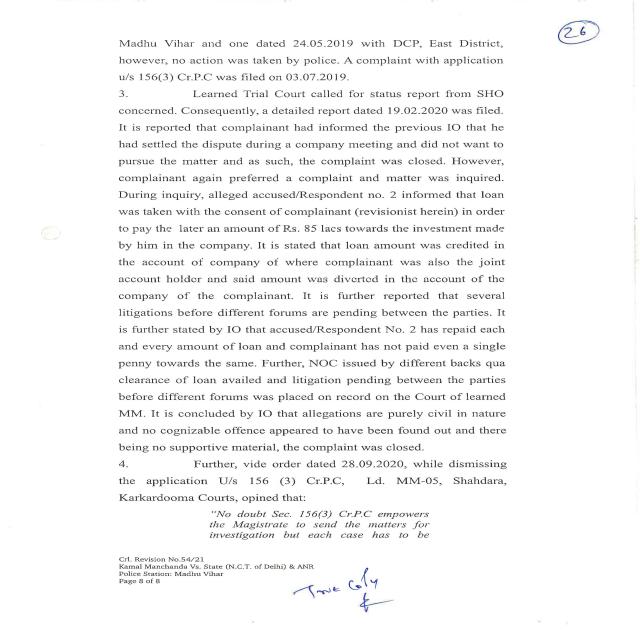 26
Madhu Vihar and one dated 24.05.2019 with DCP, East District,
however, no action was taken by police. A complaint with application
u/s 156(3) Cr.P.C was filed on 03.07.2019.
3. Learned Trial Court called for status report from SHO
concerned. Consequently, a detailed report dated 19.02.2020 was filed.
It is reported that complainant had informed the previous IO that he
had settled the dispute during a company meeting and did not want to
pursue the matter and as such, the complaint was closed. However,
complainant again preferred a complaint and matter was inquired.
During inquiry, alleged accused/Respondent no. 2 informed that loan
was taken with the consent of complainant (revisionist herein) in order
to pay the later an amount of Rs. 85 lacs towards the investment made
by him in the company. It is stated that loan amount was credited in
the account of company of where complainant was also the joint
account holder and said amount was diverted in the account of the
company of the complainant. It is further reported that several
litigations before different forums are pending between the parties. It
is further stated by IO that accused/Respondent No. 2 has repaid each
and every amount of loan and complainant has not paid even a single
penny towards the same. Further, NOC issued by different backs qua
clearance of loan availed and litigation pending between the parties
before different forums was placed on record on the Court of learned
MM. It is concluded by IO that allegations are purely civil in nature
and no cognizable offence appeared to have been found out and there
being no supportive material, the complaint was closed.
4. Further, vide order dated 28.09.2020, while dismissing
the application U/s 156 (3) Cr.P.C, Ld. MM-05, Shahdara,
Karkardooma Courts, opined that:
"No doubt Sec. 156(3) Cr.P.C empowers
the Magistrate to send the matters for
investigation but each case has to be
Crl. Revision No.54/21
Kamal Manchanda Vs. State (N.C.T. of Delhi) & ANR
Police Station: Madhu Vihar
Page 8 of 8
True Copy